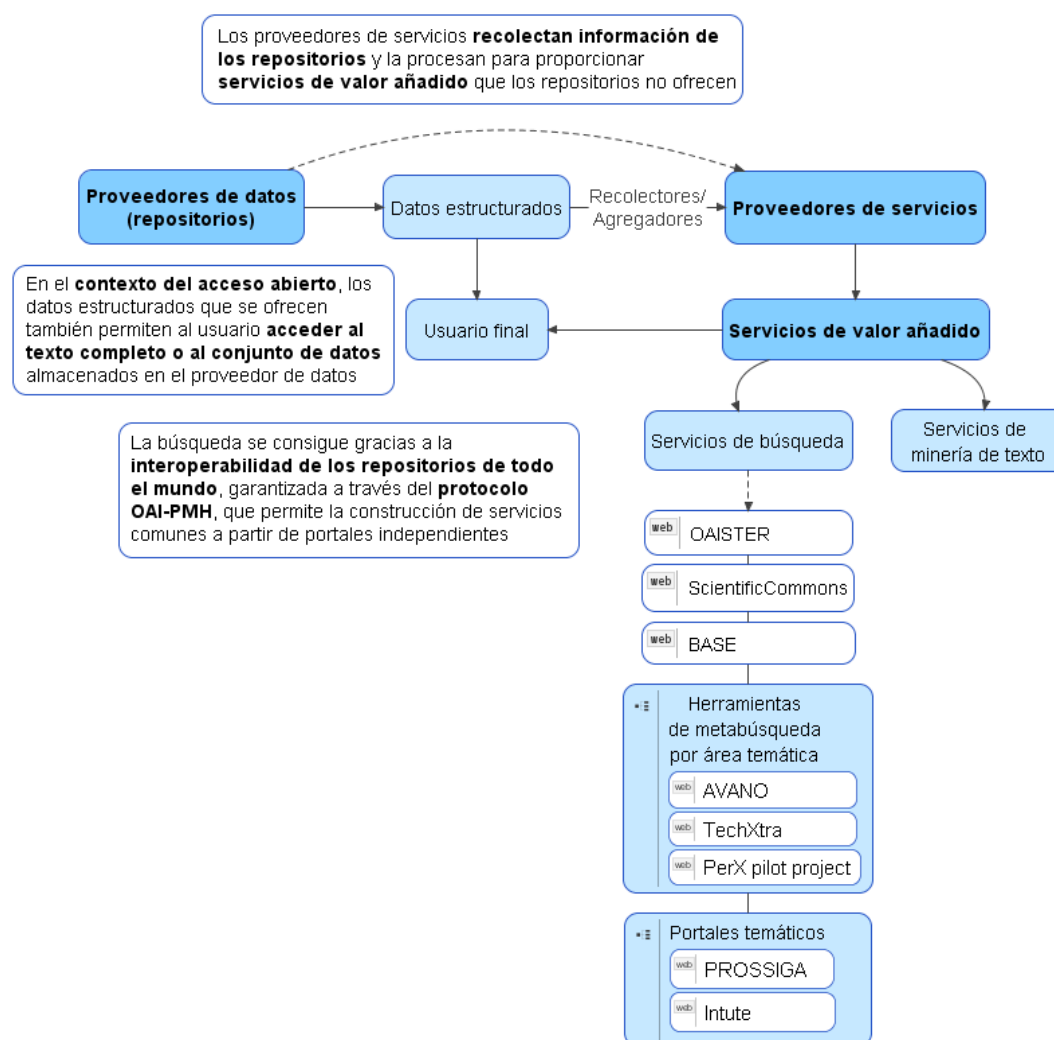 Los proveedores de servicios recolectan información de
los repositorios y la procesan para proporcionar
servicios de valor añadido que los repositorios no ofrecen
Proveedores de datos
(repositorios)
Datos estructurados
Recolectores/
Agregadores
Proveedores de servicios
En el contexto del acceso abierto, los
datos estructurados que se ofrecen
también permiten al usuario acceder al
texto completo o al conjunto de datos
almacenados en el proveedor de datos
Usuario final
Servicios de valor añadido
La búsqueda se consigue gracias a la
interoperabilidad de los repositorios de todo
el mundo, garantizada a través del protocolo
OAI-PMH, que permite la construcción de servicios
comunes a partir de portales independientes
Servicios de búsqueda
Servicios de
minería de texto
web OAISTER
web ScientificCommons
web BASE
Herramientas
de metabúsqueda
por área temática
web AVANO
web TechXtra
web PerX pilot project
Portales temáticos
web PROSSIGA
web Intute